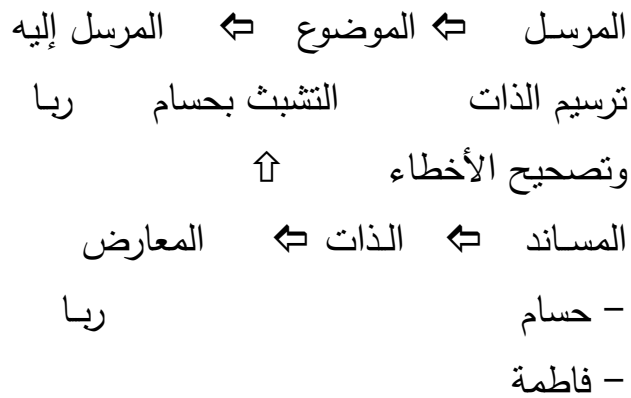 المرسل ⇦ الموضوع ⇦ المرسل إليه
ترسيم الذات التشبث بحسام ربا
وتصحيح الأخطاء ⇧
المساند ⇦ الذات ⇦ المعارض
– حسام ربا
– فاطمة